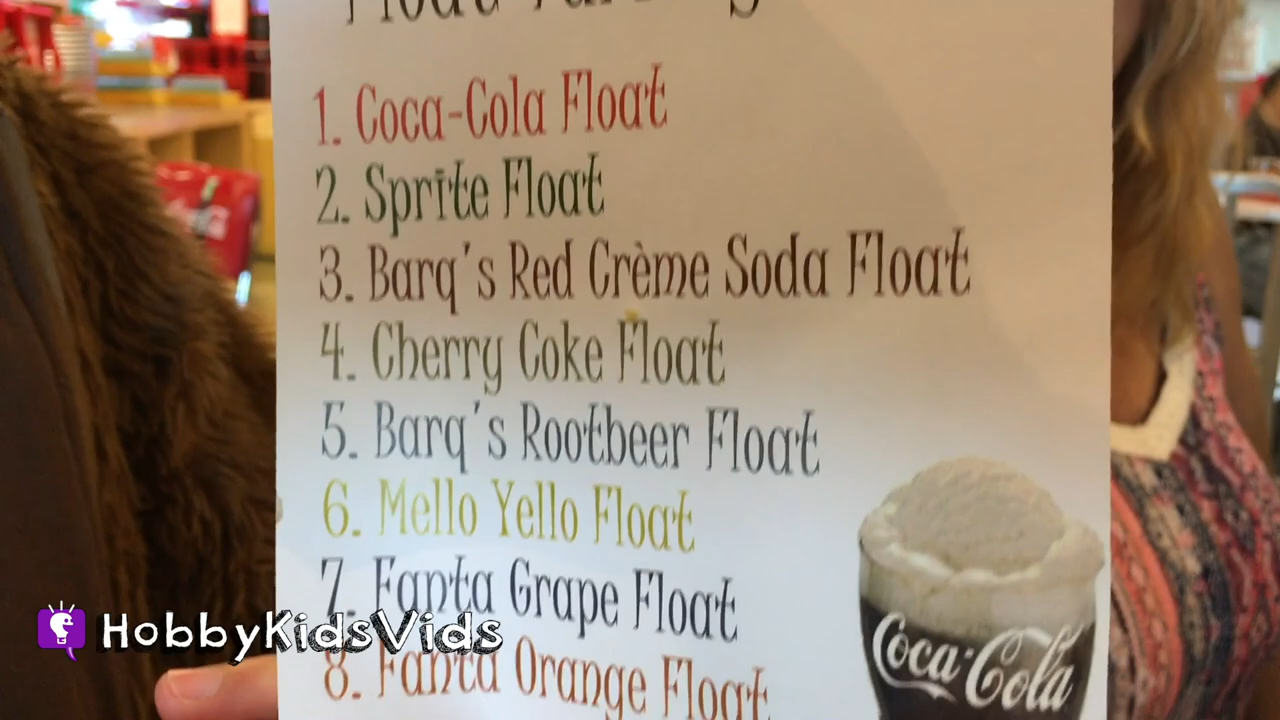 1. Coca-Cola Float
2. Sprite Float
3. Barq's Red Crème Soda Float
4. Cherry Coke Float
5. Barq's Rootbeer Float
6. Mello Yello Float
7. Fanta Grape Float
8. Fanta Orange Float
Coca-Cola
HobbyKidsVids